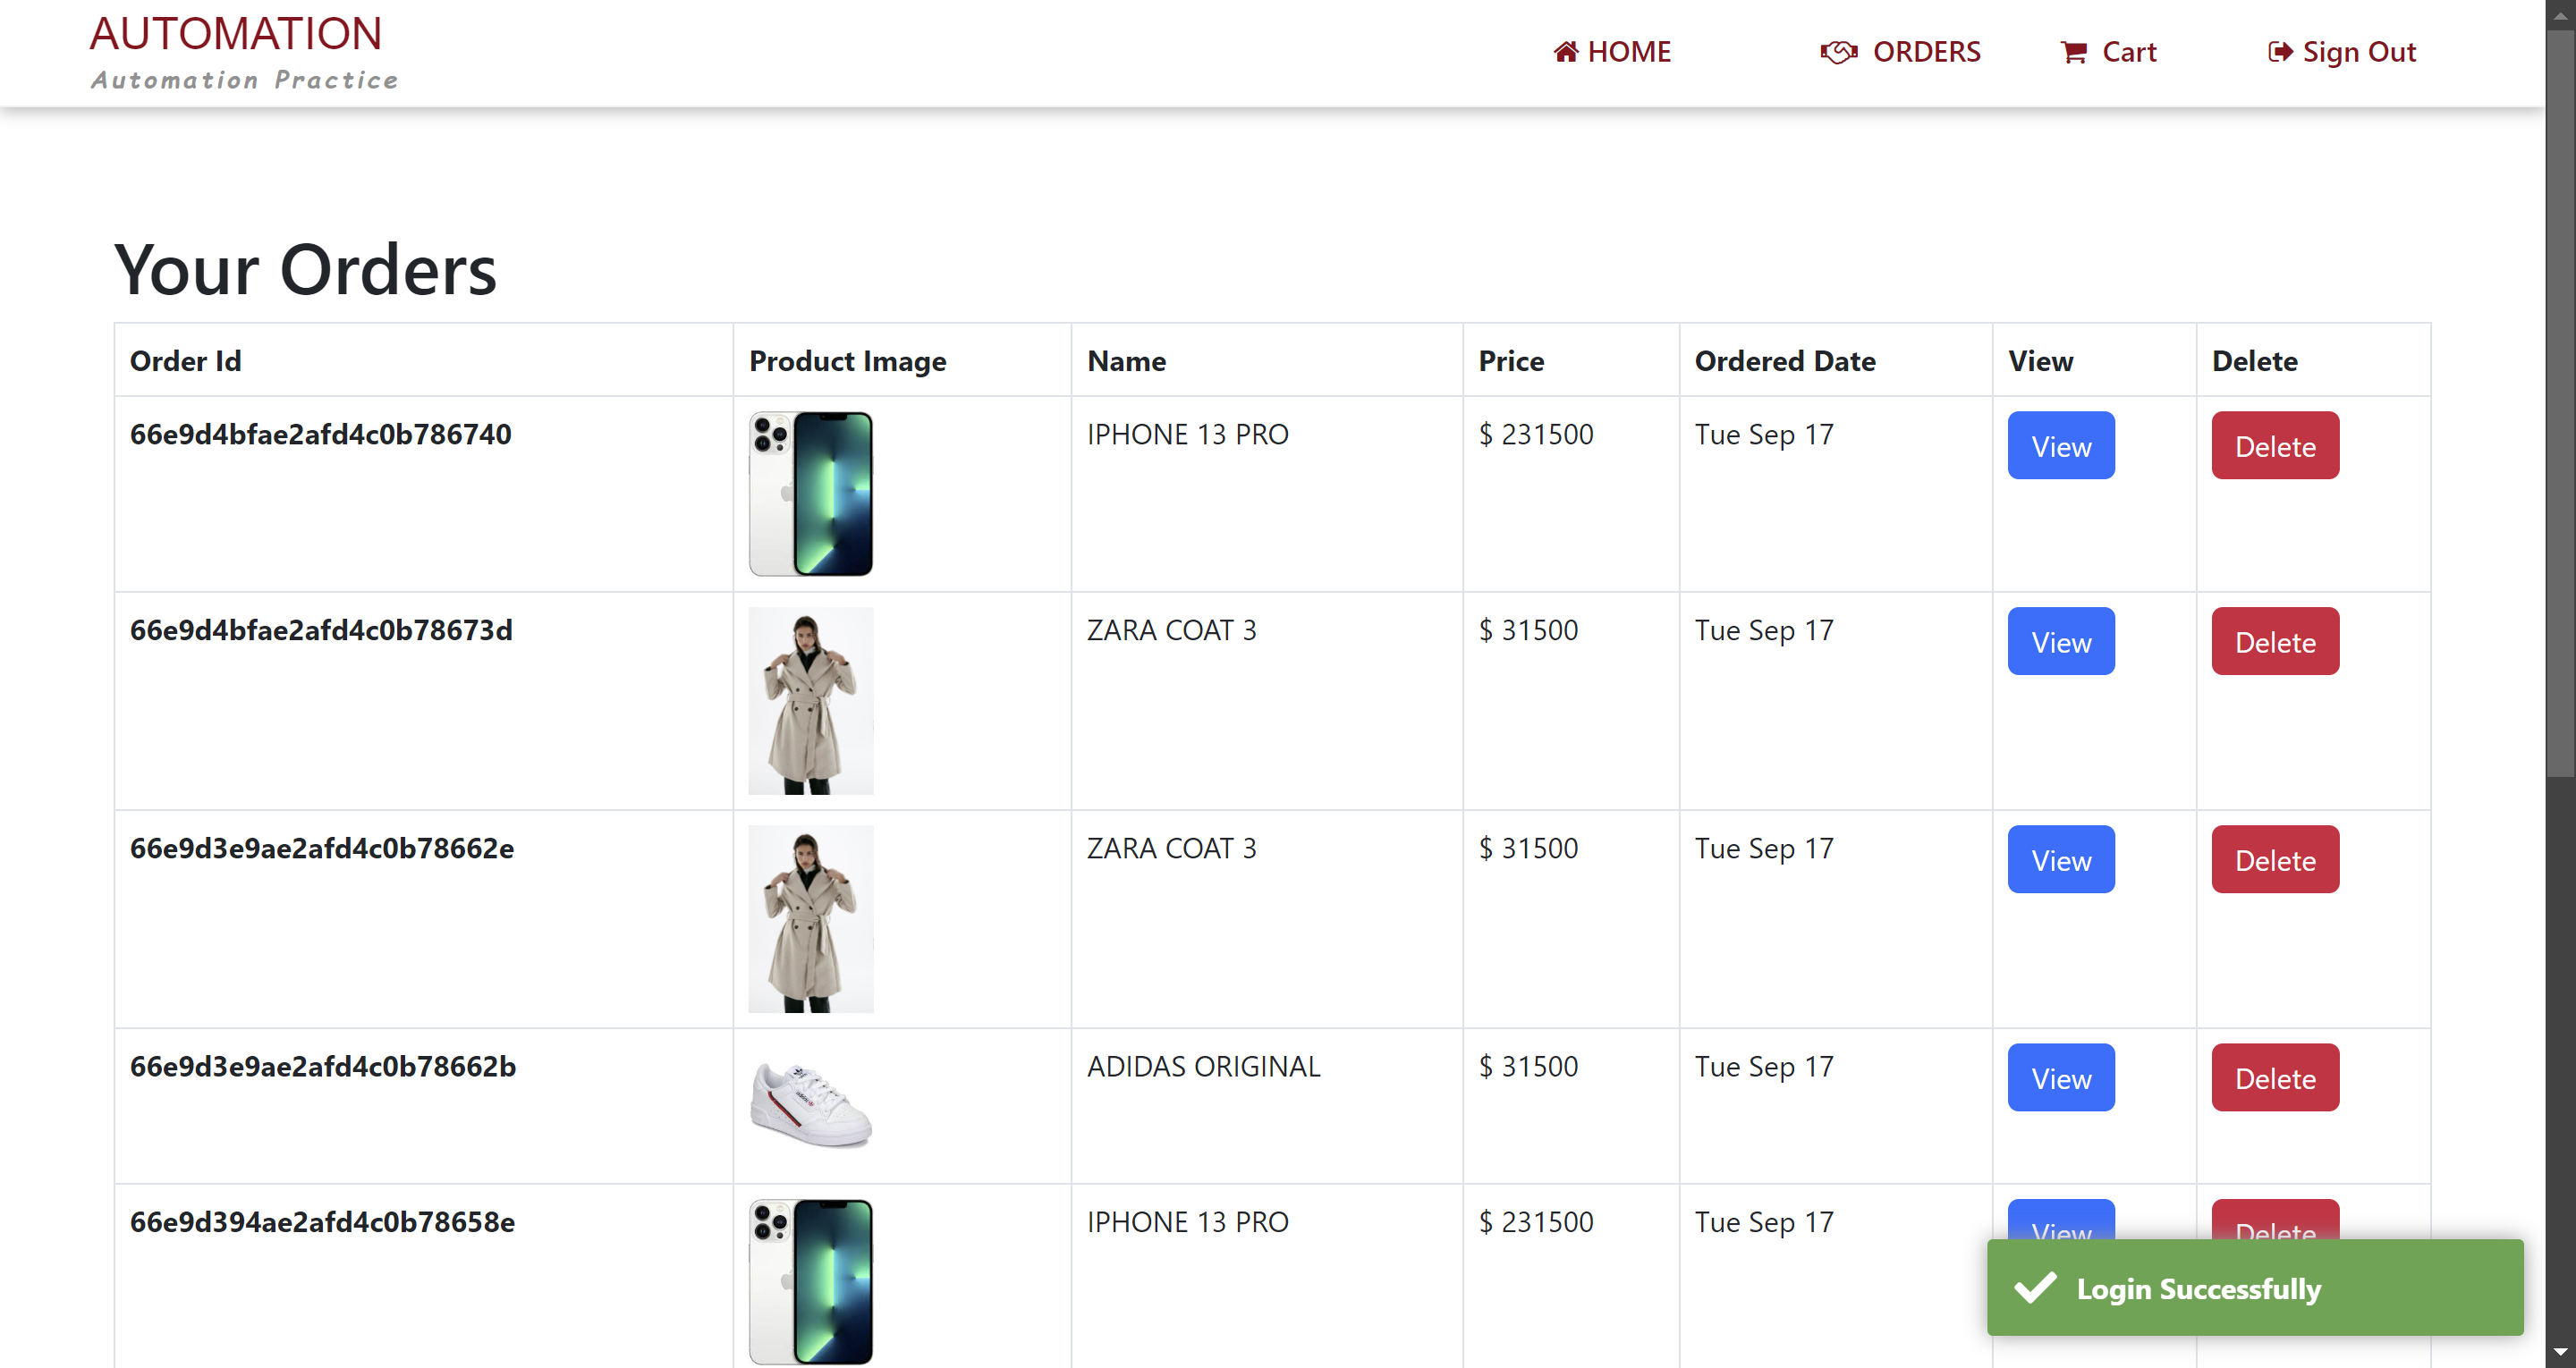 AUTOMATION
Automation Practice
HOME
ORDERS
Cart
Sign Out
Your Orders
Order Id Product Image Name Price Ordered Date View Delete
66e9d4bfae2afd4c0b786740 IPHONE 13 PRO $ 231500 Tue Sep 17 View Delete
66e9d4bfae2afd4c0b78673d ZARA COAT 3 $ 31500 Tue Sep 17 View Delete
66e9d3e9ae2afd4c0b78662e ZARA COAT 3 $ 31500 Tue Sep 17 View Delete
66e9d3e9ae2afd4c0b78662b ADIDAS ORIGINAL $ 31500 Tue Sep 17 View Delete
66e9d394ae2afd4c0b78658e IPHONE 13 PRO $ 231500 Tue Sep 17 View Delete
Login Successfully